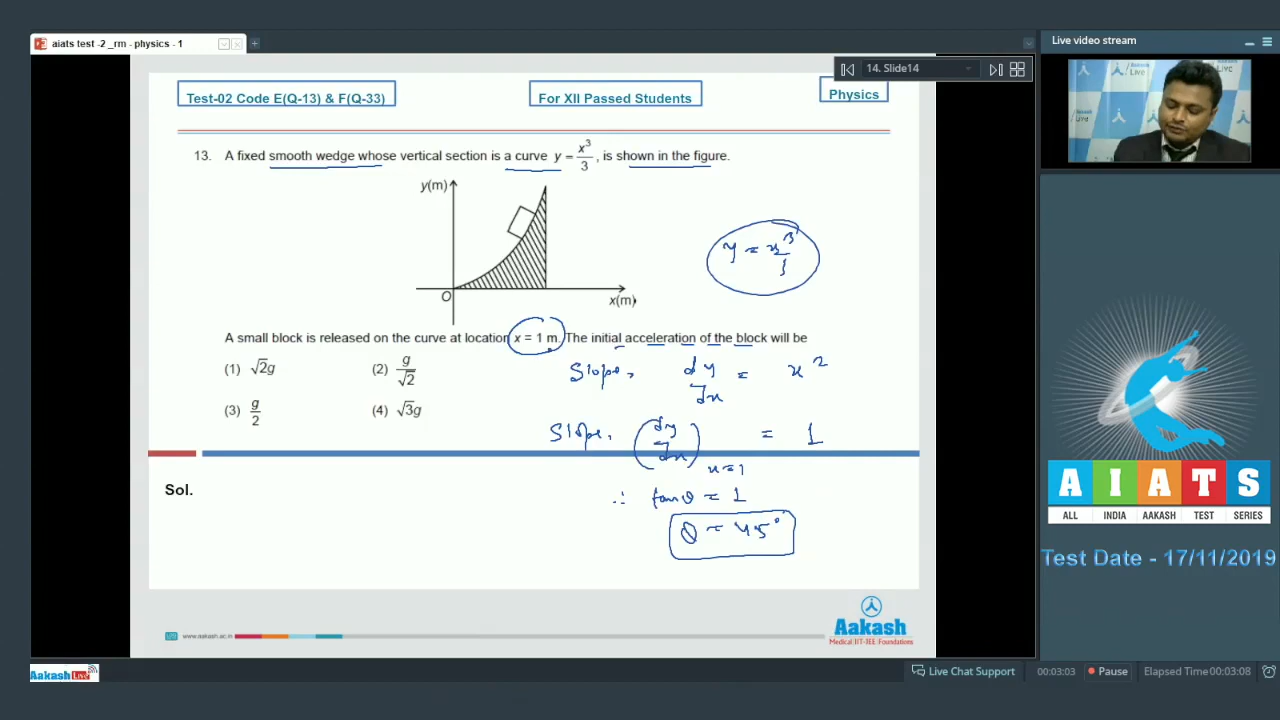 aiats test -2 _rm - physics - 1
Live video stream
14. Slide14
Test-02 Code E(Q-13) & F(Q-33)
For XII Passed Students
Physics
13. A fixed smooth wedge whose vertical section is a curve y = x³/3, is shown in the figure.
y(m)
O
x(m)
y = x³/3
A small block is released on the curve at location x = 1 m. The initial acceleration of the block will be
(1) √2g
(2) g/√2
(3) g/2
(4) √3g
Slope, dy/dx = x²
Slope, (dy/dx) x=1 = 1
∴ tanθ = 1
θ = 45°
Sol.
www.aakash.ac.in
Aakash
Medical|IIT-JEE|Foundations
AIATS
ALL INDIA AAKASH TEST SERIES
Test Date - 17/11/2019
Aakash Live
Live Chat Support
00:03:03
Pause
Elapsed Time 00:03:08